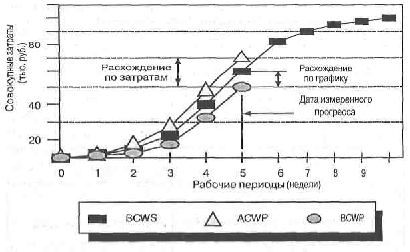 Совокупные затраты
(тыс. руб.)
80
40
20
Расхождение
по затратам
Расхождение
по графику
Дата измеренного
прогресса
0 1 2 3 4 5 6 7 8 9
Рабочие периоды (недели)
BCWS ACWP BCWP